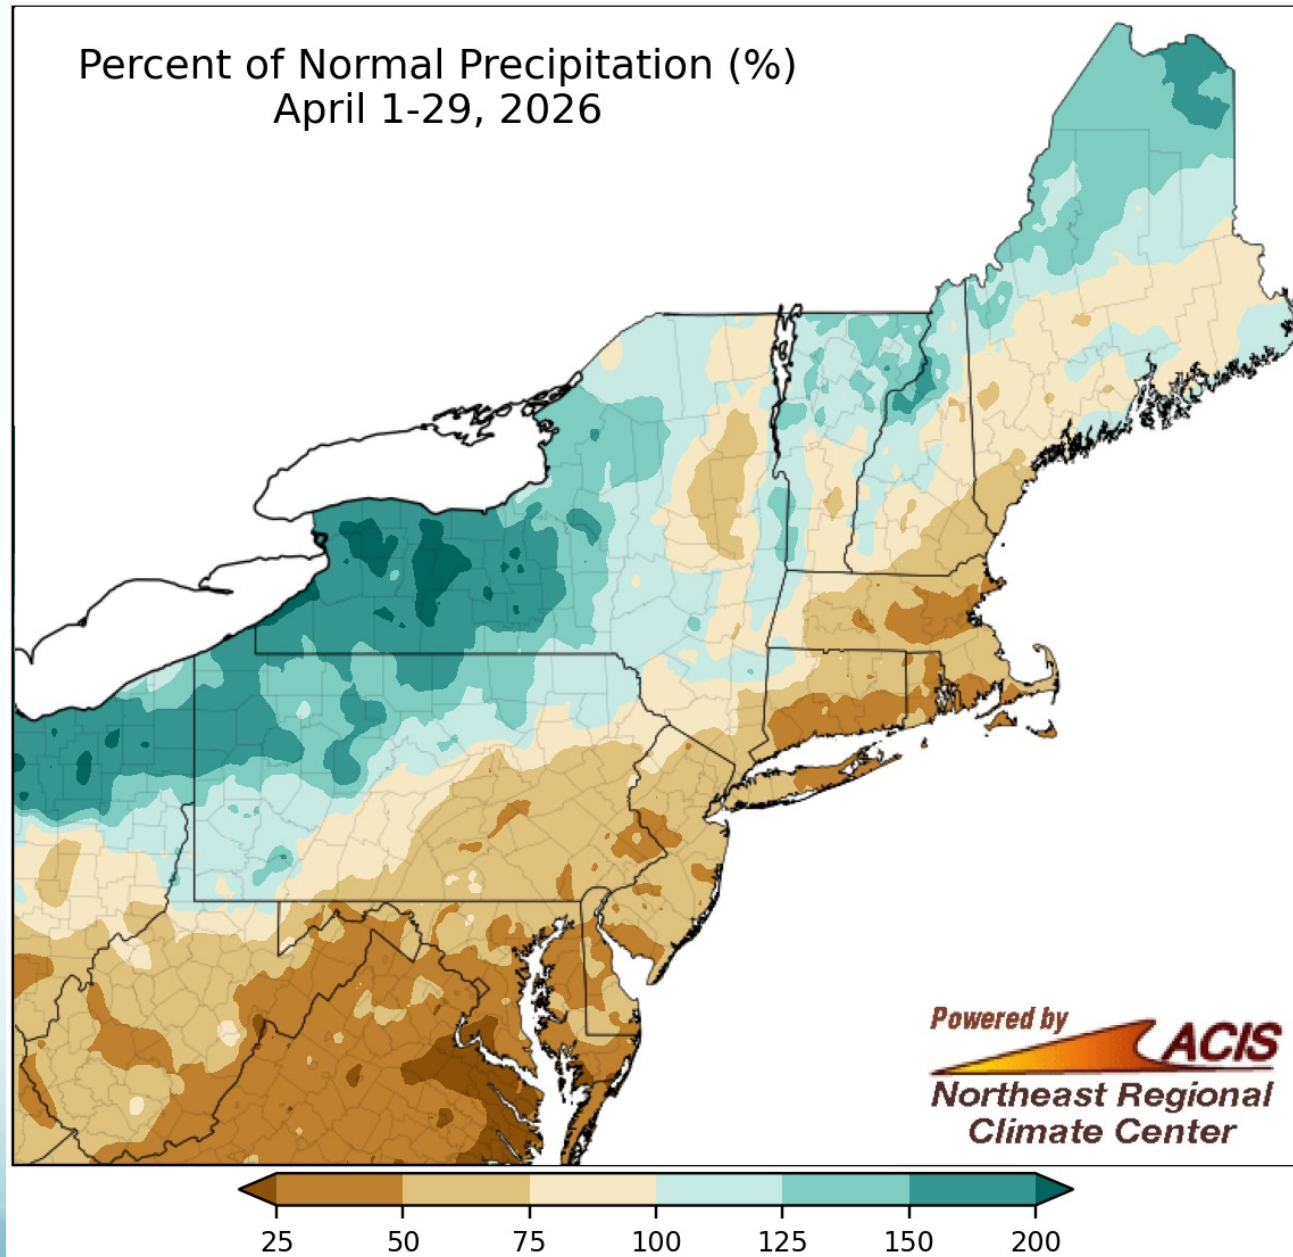 Percent of Normal Precipitation (%)
April 1-29, 2026
Powered by
ACIS
Northeast Regional
Climate Center
25 50 75 100 125 150 200